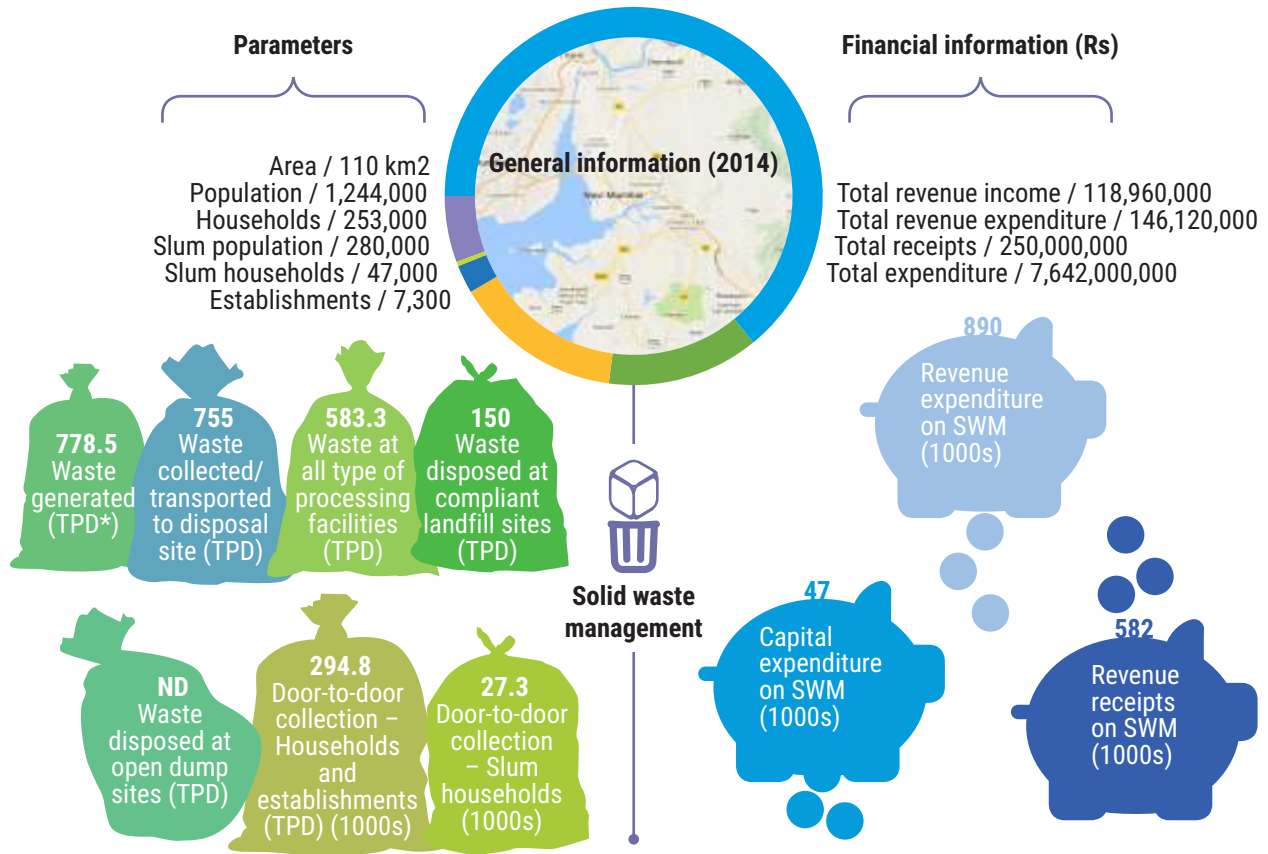 Parameters
Financial information (Rs)
General information (2014)
Navi Mumbai
Area / 110 km2
Population / 1,244,000
Households / 253,000
Slum population / 280,000
Slum households / 47,000
Establishments / 7,300
Total revenue income / 118,960,000
Total revenue expenditure / 146,120,000
Total receipts / 250,000,000
Total expenditure / 7,642,000,000
778.5
Waste
generated
(TPD*)
755
Waste
collected/
transported
to disposal
site (TPD)
583.3
Waste at
all type of
processing
facilities
(TPD)
150
Waste
disposed at
compliant
landfill sites
(TPD)
ND
Waste
disposed at
open dump
sites (TPD)
294.8
Door-to-door
collection –
Households
and
establishments
(TPD) (1000s)
27.3
Door-to-door
collection
– Slum
households
(1000s)
Solid waste
management
890
Revenue
expenditure
on SWM
(1000s)
47
Capital
expenditure
on SWM
(1000s)
582
Revenue
receipts
on SWM
(1000s)